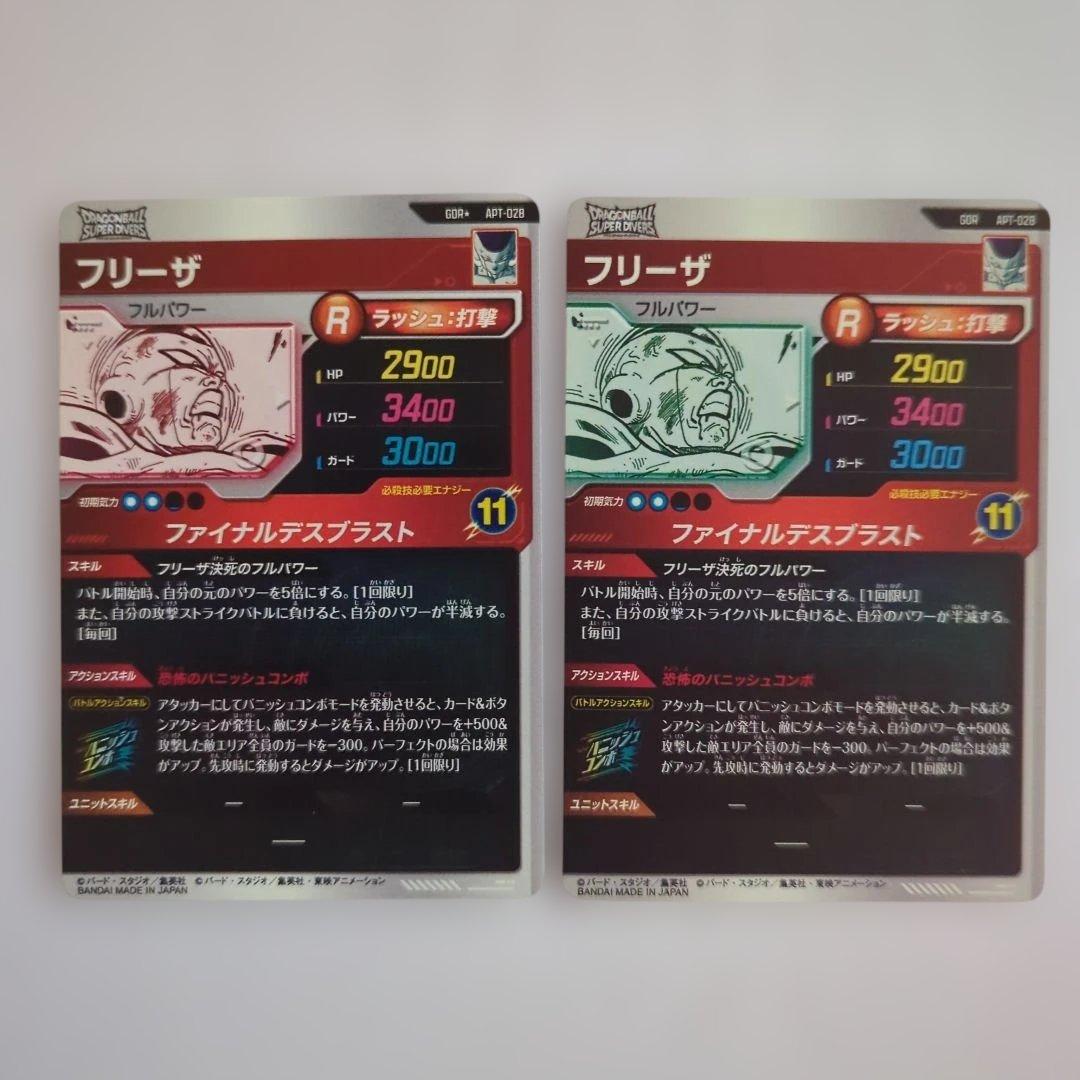 DRAGONBALL
SUPER DIVERS
GDR★ APT-028
フリーザ
フルパワー
R
ラッシュ:打撃
HP 2900
パワー 3400
ガード 3000
初期気力
必殺技必要エナジー
11
ファイナルデスブラスト
スキル
フリーザ決死のフルパワー
バトル開始時、自分の元のパワーを5倍にする。[1回限り]
また、自分の攻撃ストライクバトルに負けると、自分のパワーが半減する。
[毎回]
アクションスキル
恐怖のバニッシュコンボ
バトルアクションスキル
バニッシュ
コンボ
アタッカーにしてバニッシュコンボモードを発動させると、カード&ボタ
ンアクションが発生し、敵にダメージを与え、自分のパワーを+500&
攻撃した敵エリア全員のガードを-300。パーフェクトの場合は効果
がアップ。先攻時に発動するとダメージがアップ。[1回限り]
ユニットスキル
ー ー
ー
©バード・スタジオ/集英社 ©バード・スタジオ/集英社・東映アニメーション
BANDAI MADE IN JAPAN
DRAGONBALL
SUPER DIVERS
GDR APT-028
フリーザ
フルパワー
R
ラッシュ:打撃
HP 2900
パワー 3400
ガード 3000
初期気力
必殺技必要エナジー
11
ファイナルデスブラスト
スキル
フリーザ決死のフルパワー
バトル開始時、自分の元のパワーを5倍にする。[1回限り]
また、自分の攻撃ストライクバトルに負けると、自分のパワーが半減する。
[毎回]
アクションスキル
恐怖のバニッシュコンボ
バトルアクションスキル
バニッシュ
コンボ
アタッカーにしてバニッシュコンボモードを発動させると、カード&ボタ
ンアクションが発生し、敵にダメージを与え、自分のパワーを+500&
攻撃した敵エリア全員のガードを-300。パーフェクトの場合は効果
がアップ。先攻時に発動するとダメージがアップ。[1回限り]
ユニットスキル
ー ー
ー
©バード・スタジオ/集英社 ©バード・スタジオ/集英社・東映アニメーション
BANDAI MADE IN JAPAN